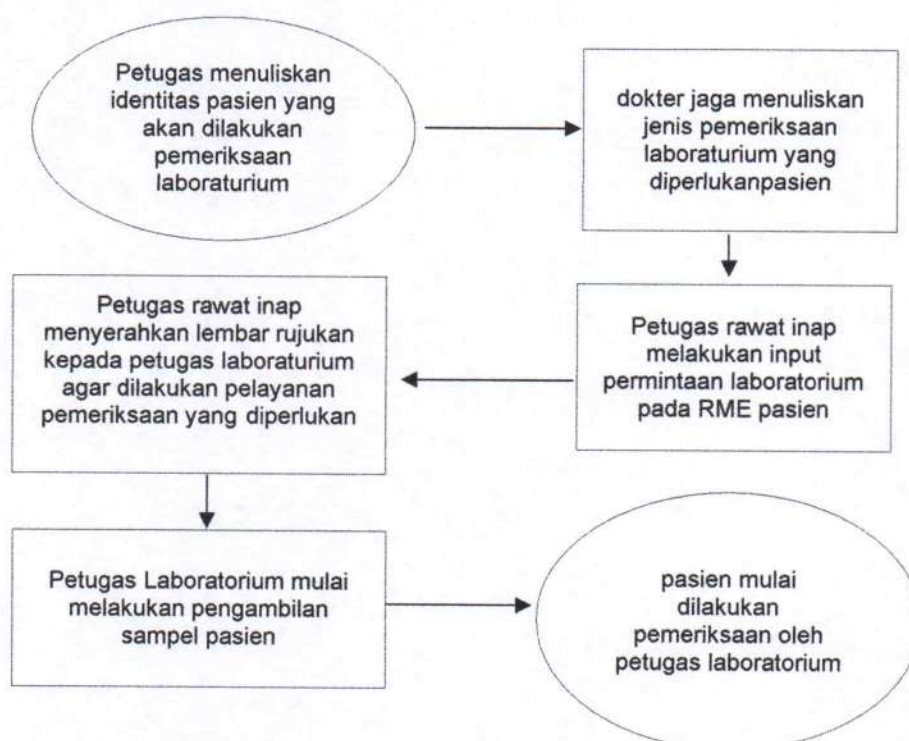 Petugas menuliskan
identitas pasien yang
akan dilakukan
pemeriksaan
laboraturium
dokter jaga menuliskan
jenis pemeriksaan
laboraturium yang
diperlukanpasien
Petugas rawat inap
melakukan input
permintaan laboratorium
pada RME pasien
Petugas rawat inap
menyerahkan lembar rujukan
kepada petugas laboraturium
agar dilakukan pelayanan
pemeriksaan yang diperlukan
Petugas Laboratorium mulai
melakukan pengambilan
sampel pasien
pasien mulai
dilakukan
pemeriksaan oleh
petugas laboratorium